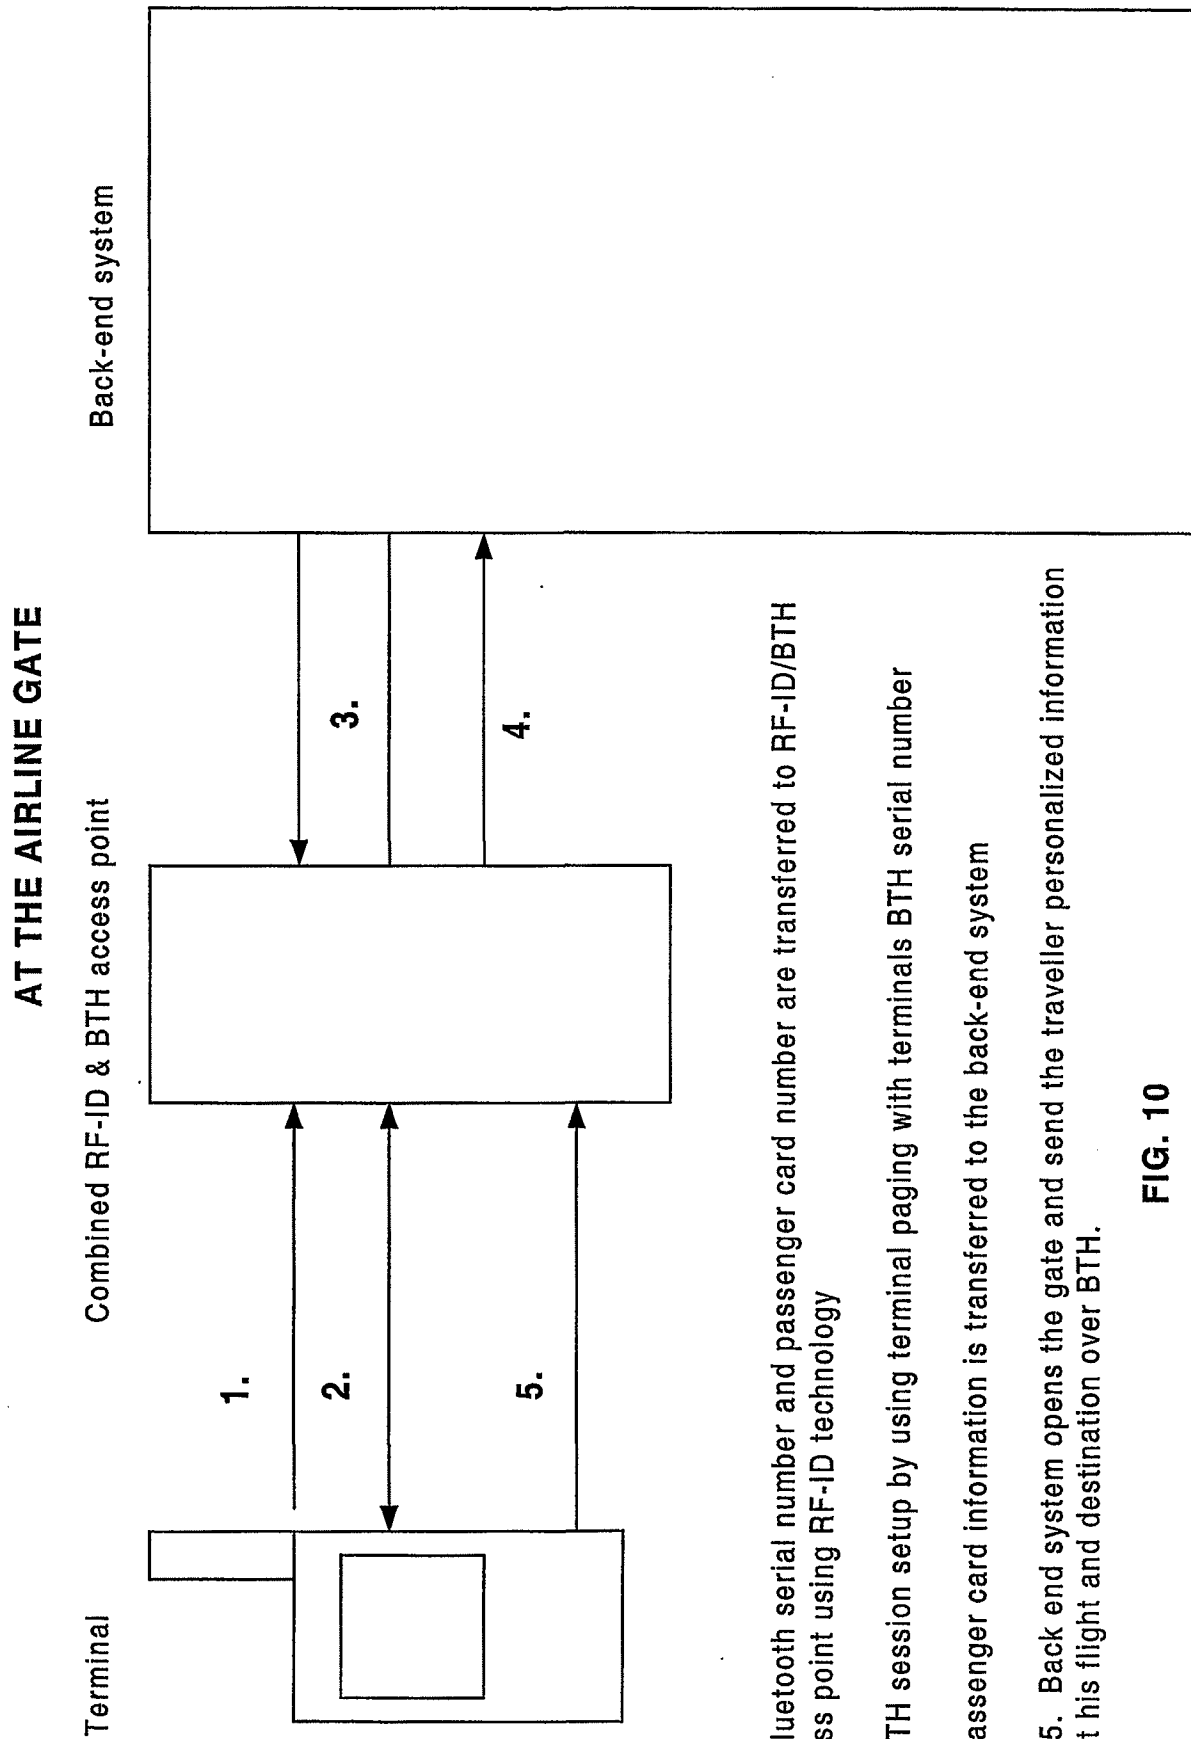 AT THE AIRLINE GATE
Terminal
Combined RF-ID & BTH access point
Back-end system
1.
2.
3.
4.
5.
luetooth serial number and passenger card number are transferred to RF-ID/BTH
ss point using RF-ID technology
TH session setup by using terminal paging with terminals BTH serial number
assenger card information is transferred to the back-end system
5. Back end system opens the gate and send the traveller personalized information
t his flight and destination over BTH.
FIG. 10